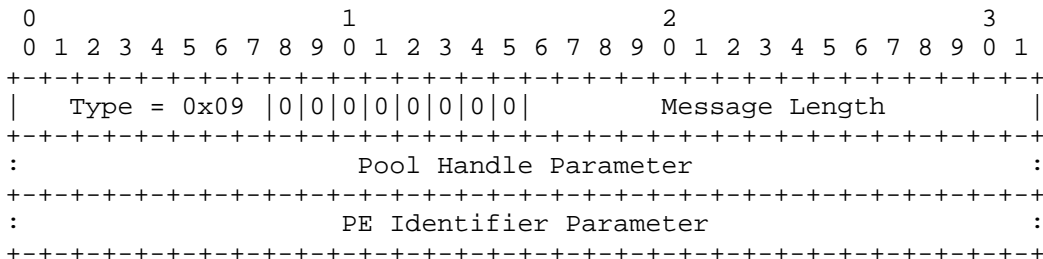 0                   1                   2                   3
 0 1 2 3 4 5 6 7 8 9 0 1 2 3 4 5 6 7 8 9 0 1 2 3 4 5 6 7 8 9 0 1
+-+-+-+-+-+-+-+-+-+-+-+-+-+-+-+-+-+-+-+-+-+-+-+-+-+-+-+-+-+-+-+-+
|   Type = 0x09 |0|0|0|0|0|0|0|0|        Message Length         |
+-+-+-+-+-+-+-+-+-+-+-+-+-+-+-+-+-+-+-+-+-+-+-+-+-+-+-+-+-+-+-+-+
:                     Pool Handle Parameter                     :
+-+-+-+-+-+-+-+-+-+-+-+-+-+-+-+-+-+-+-+-+-+-+-+-+-+-+-+-+-+-+-+-+
:                    PE Identifier Parameter                    :
+-+-+-+-+-+-+-+-+-+-+-+-+-+-+-+-+-+-+-+-+-+-+-+-+-+-+-+-+-+-+-+-+